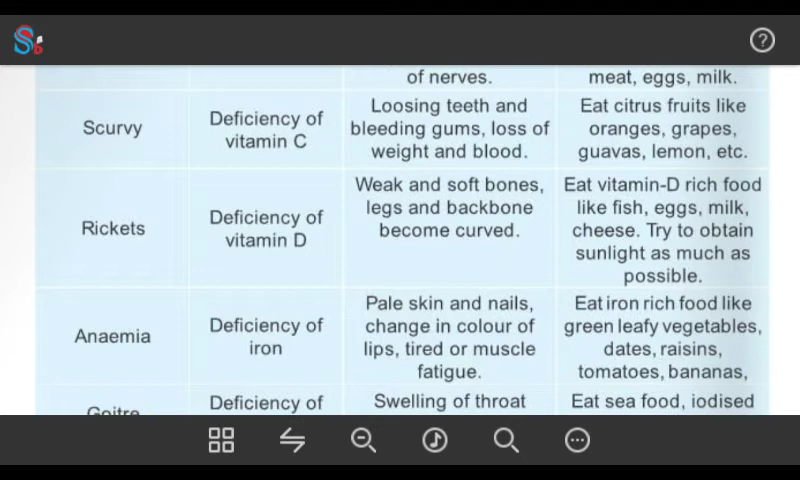 of nerves.
meat, eggs, milk.
Scurvy
Deficiency of
vitamin C
Loosing teeth and
bleeding gums, loss of
weight and blood.
Eat citrus fruits like
oranges, grapes,
guavas, lemon, etc.
Rickets
Deficiency of
vitamin D
Weak and soft bones,
legs and backbone
become curved.
Eat vitamin-D rich food
like fish, eggs, milk,
cheese. Try to obtain
sunlight as much as
possible.
Anaemia
Deficiency of
iron
Pale skin and nails,
change in colour of
lips, tired or muscle
fatigue.
Eat iron rich food like
green leafy vegetables,
dates, raisins,
tomatoes, bananas,
Goitre
Deficiency of
Swelling of throat
Eat sea food, iodised